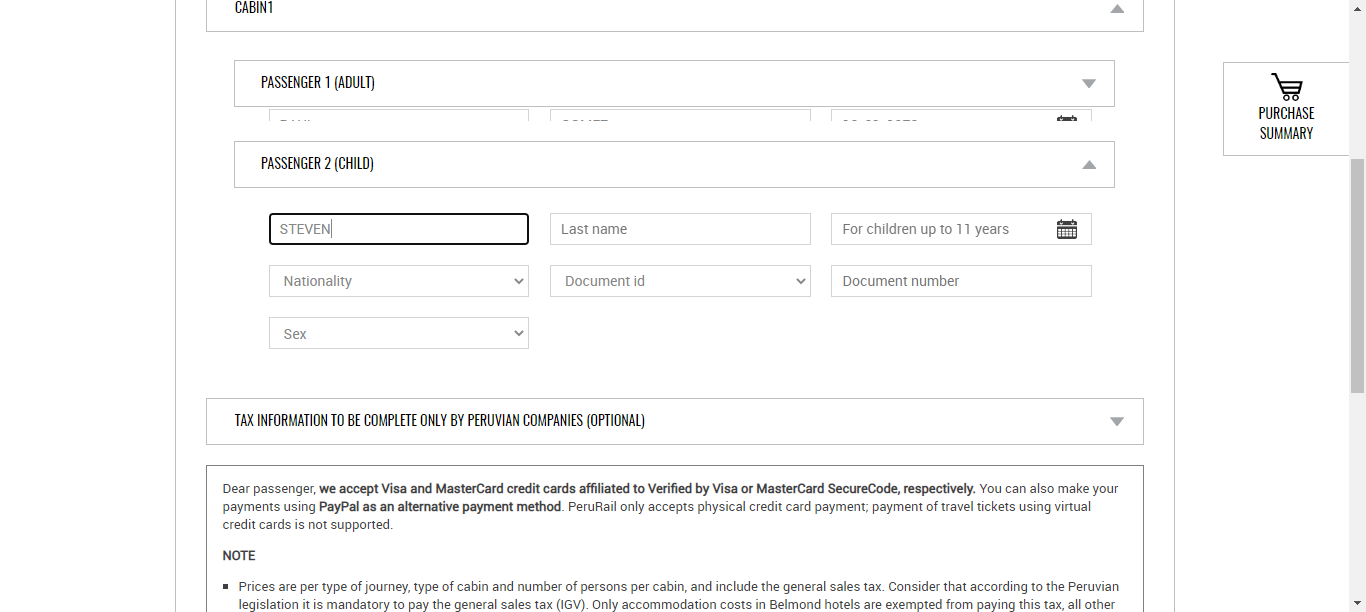 CABIN1
PASSENGER 1 (ADULT)
PURCHASE
SUMMARY
PASSENGER 2 (CHILD)
STEVEN
Last name
For children up to 11 years
Nationality
Document id
Document number
Sex
TAX INFORMATION TO BE COMPLETE ONLY BY PERUVIAN COMPANIES (OPTIONAL)
Dear passenger, we accept Visa and MasterCard credit cards affiliated to Verified by Visa or MasterCard SecureCode, respectively. You can also make your
payments using PayPal as an alternative payment method. PeruRail only accepts physical credit card payment; payment of travel tickets using virtual
credit cards is not supported.
NOTE
Prices are per type of journey, type of cabin and number of persons per cabin, and include the general sales tax. Consider that according to the Peruvian
legislation it is mandatory to pay the general sales tax (IGV). Only accommodation costs in Belmond hotels are exempted from paying this tax, all other